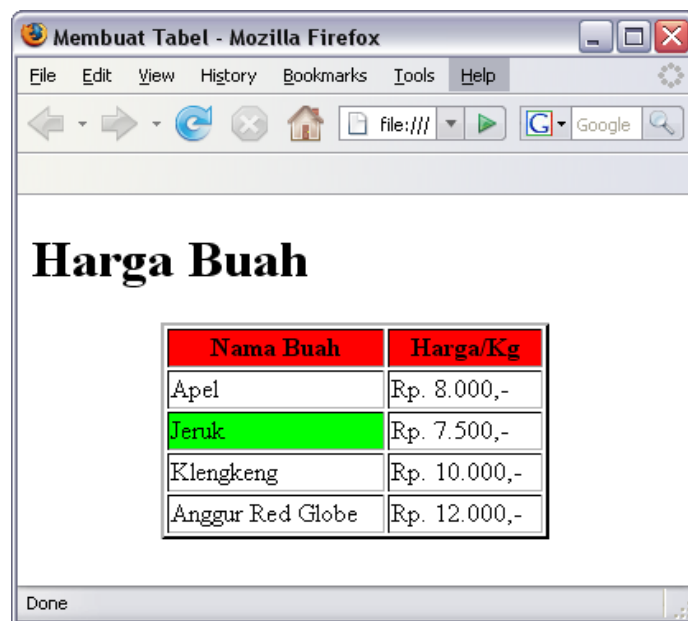 Membuat Tabel - Mozilla Firefox
File Edit View History Bookmarks Tools Help
file:/// G Google
Harga Buah
Nama Buah Harga/Kg
Apel Rp. 8.000,-
Jeruk Rp. 7.500,-
Klengkeng Rp. 10.000,-
Anggur Red Globe Rp. 12.000,-
Done